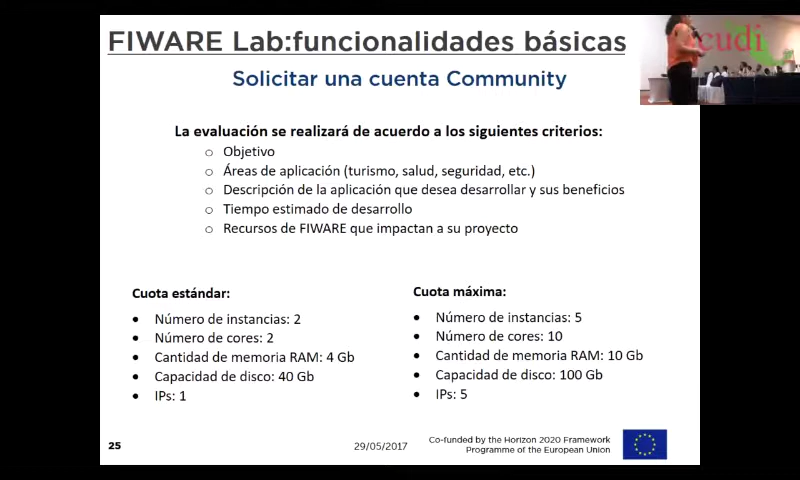 FIWARE Lab:funcionalidades básicas
cudi
Solicitar una cuenta Community
La evaluación se realizará de acuerdo a los siguientes criterios:
Objetivo
Áreas de aplicación (turismo, salud, seguridad, etc.)
Descripción de la aplicación que desea desarrollar y sus beneficios
Tiempo estimado de desarrollo
Recursos de FIWARE que impactan a su proyecto
Cuota estándar:
Número de instancias: 2
Número de cores: 2
Cantidad de memoria RAM: 4 Gb
Capacidad de disco: 40 Gb
IPs: 1
Cuota máxima:
Número de instancias: 5
Número de cores: 10
Cantidad de memoria RAM: 10 Gb
Capacidad de disco: 100 Gb
IPs: 5
25
29/05/2017
Co-funded by the Horizon 2020 Framework
Programme of the European Union